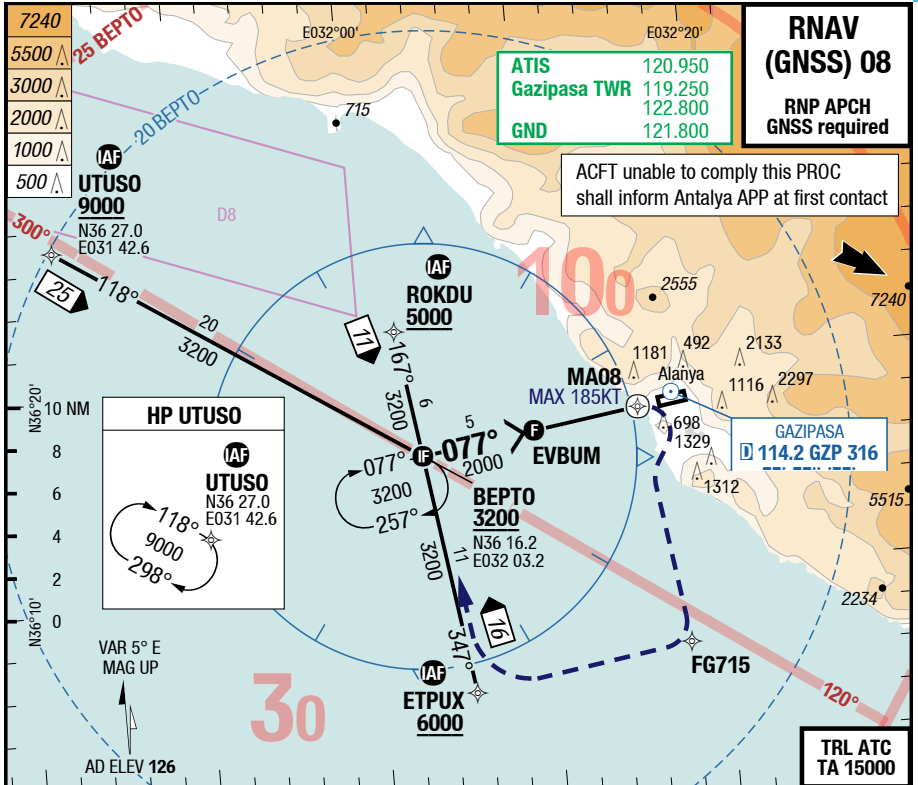 7240
5500
3000
2000
1000
500
25 BEPTO
20 BEPTO
E032°00'
E032°20'
RNAV
(GNSS) 08
RNP APCH
GNSS required
ATIS 120.950
Gazipasa TWR 119.250
122.800
GND 121.800
ACFT unable to comply this PROC
shall inform Antalya APP at first contact
715
IAF
UTUSO
9000
N36 27.0
E031 42.6
D8
300°
25
118°
20
3200
IAF
ROKDU
5000
11
167°
6
3200
100
2555
7240
1181
492
2133
Alanya
1116
2297
MA08
MAX 185KT
698
1329
1312
GAZIPASA
D 114.2 GZP 316
5515
2234
N36°20'
10 NM
8
6
4
2
0
N36°10'
HP UTUSO
IAF
UTUSO
N36 27.0
E031 42.6
118°
9000
298°
IF
077°
3200
257°
5
077°
2000
F
EVBUM
BEPTO
3200
N36 16.2
E032 03.2
11
3200
16
347°
IAF
ETPUX
6000
FG715
120°
30
VAR 5° E
MAG UP
AD ELEV 126
TRL ATC
TA 15000